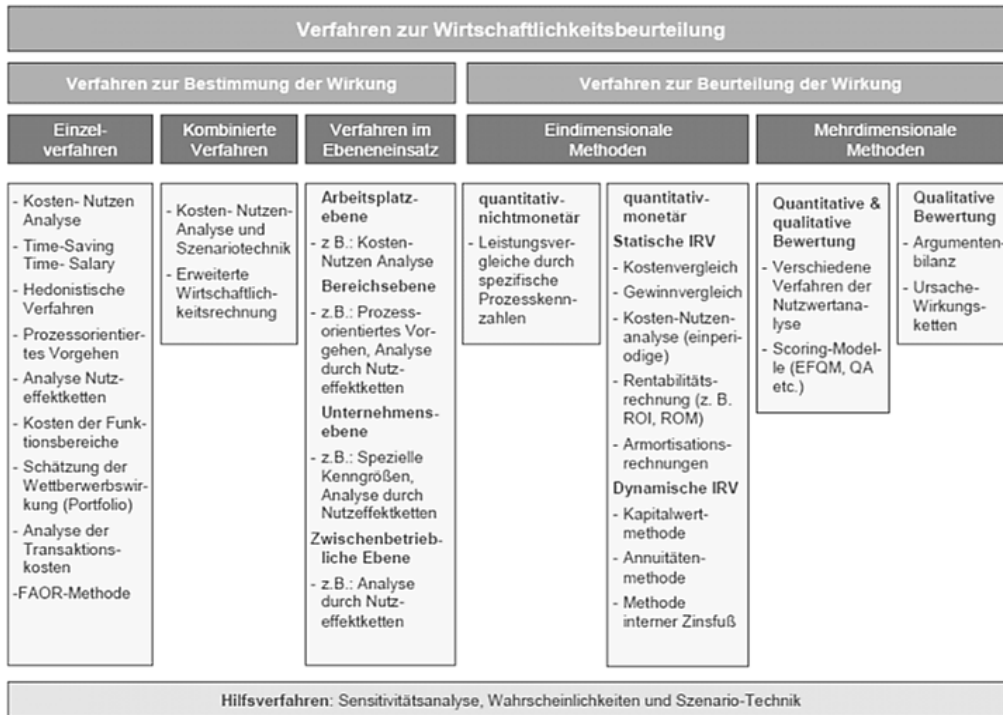 Verfahren zur Wirtschaftlichkeitsbeurteilung
Verfahren zur Bestimmung der Wirkung
Verfahren zur Beurteilung der Wirkung
Einzel-
verfahren
Kombinierte
Verfahren
Verfahren im
Ebeneneinsatz
Eindimensionale
Methoden
Mehrdimensionale
Methoden
- Kosten- Nutzen
Analyse
- Time-Saving
Time- Salary
- Hedonistische
Verfahren
- Prozessorientier-
tes Vorgehen
- Analyse Nutz-
effektketten
- Kosten der Funk-
tionsbereiche
- Schätzung der
Wettberwerbswir-
kung (Portfolio)
- Analyse der
Transaktions-
kosten
-FAOR-Methode
- Kosten- Nutzen-
Analyse und
Szenariotechnik
- Erweiterte
Wirtschaftlich-
keitsrechnung
Arbeitsplatz-
ebene
- z B.: Kosten-
Nutzen Analyse
Bereichsebene
- z.B.: Prozess-
orientiertes Vor-
gehen, Analyse
durch Nutz-
effektketten
Unternehmens-
ebene
- z.B.: Spezielle
Kenngrößen,
Analyse durch
Nutzeffektketten
Zwischenbetrieb-
liche Ebene
- z.B.: Analyse
durch Nutz-
effektketten
quantitativ-
nichtmonetär
- Leistungsver-
gleiche durch
spezifische
Prozesskenn-
zahlen
quantitativ-
monetär
Statische IRV
- Kostenvergleich
- Gewinnvergleich
- Kosten-Nutzen-
analyse (einperi-
odige)
- Rentabilitäts-
rechnung (z. B.
ROI, ROM)
- Armortisations-
rechnungen
Dynamische IRV
- Kapitalwert-
methode
- Annuitäten-
methode
- Methode
interner Zinsfuß
Quantitative &
qualitative
Bewertung
- Verschiedene
Verfahren der
Nutzwertana-
lyse
- Scoring-Model-
le (EFQM, QA
etc.)
Qualitative
Bewertung
- Argumenten-
bilanz
- Ursache-
Wirkungs-
ketten
Hilfsverfahren: Sensitivitätsanalyse, Wahrscheinlichkeiten und Szenario-Technik